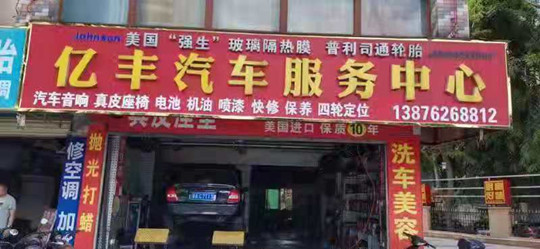 Johnson 美国“强生”玻璃隔热膜 普利司通轮胎
亿丰汽车服务中心
汽车音响 真皮座椅 电池 机油 喷漆 快修 保养 四轮定位 13876268812
美国进口 保质10年
胎
修空调加
抛光打蜡
洗车美容